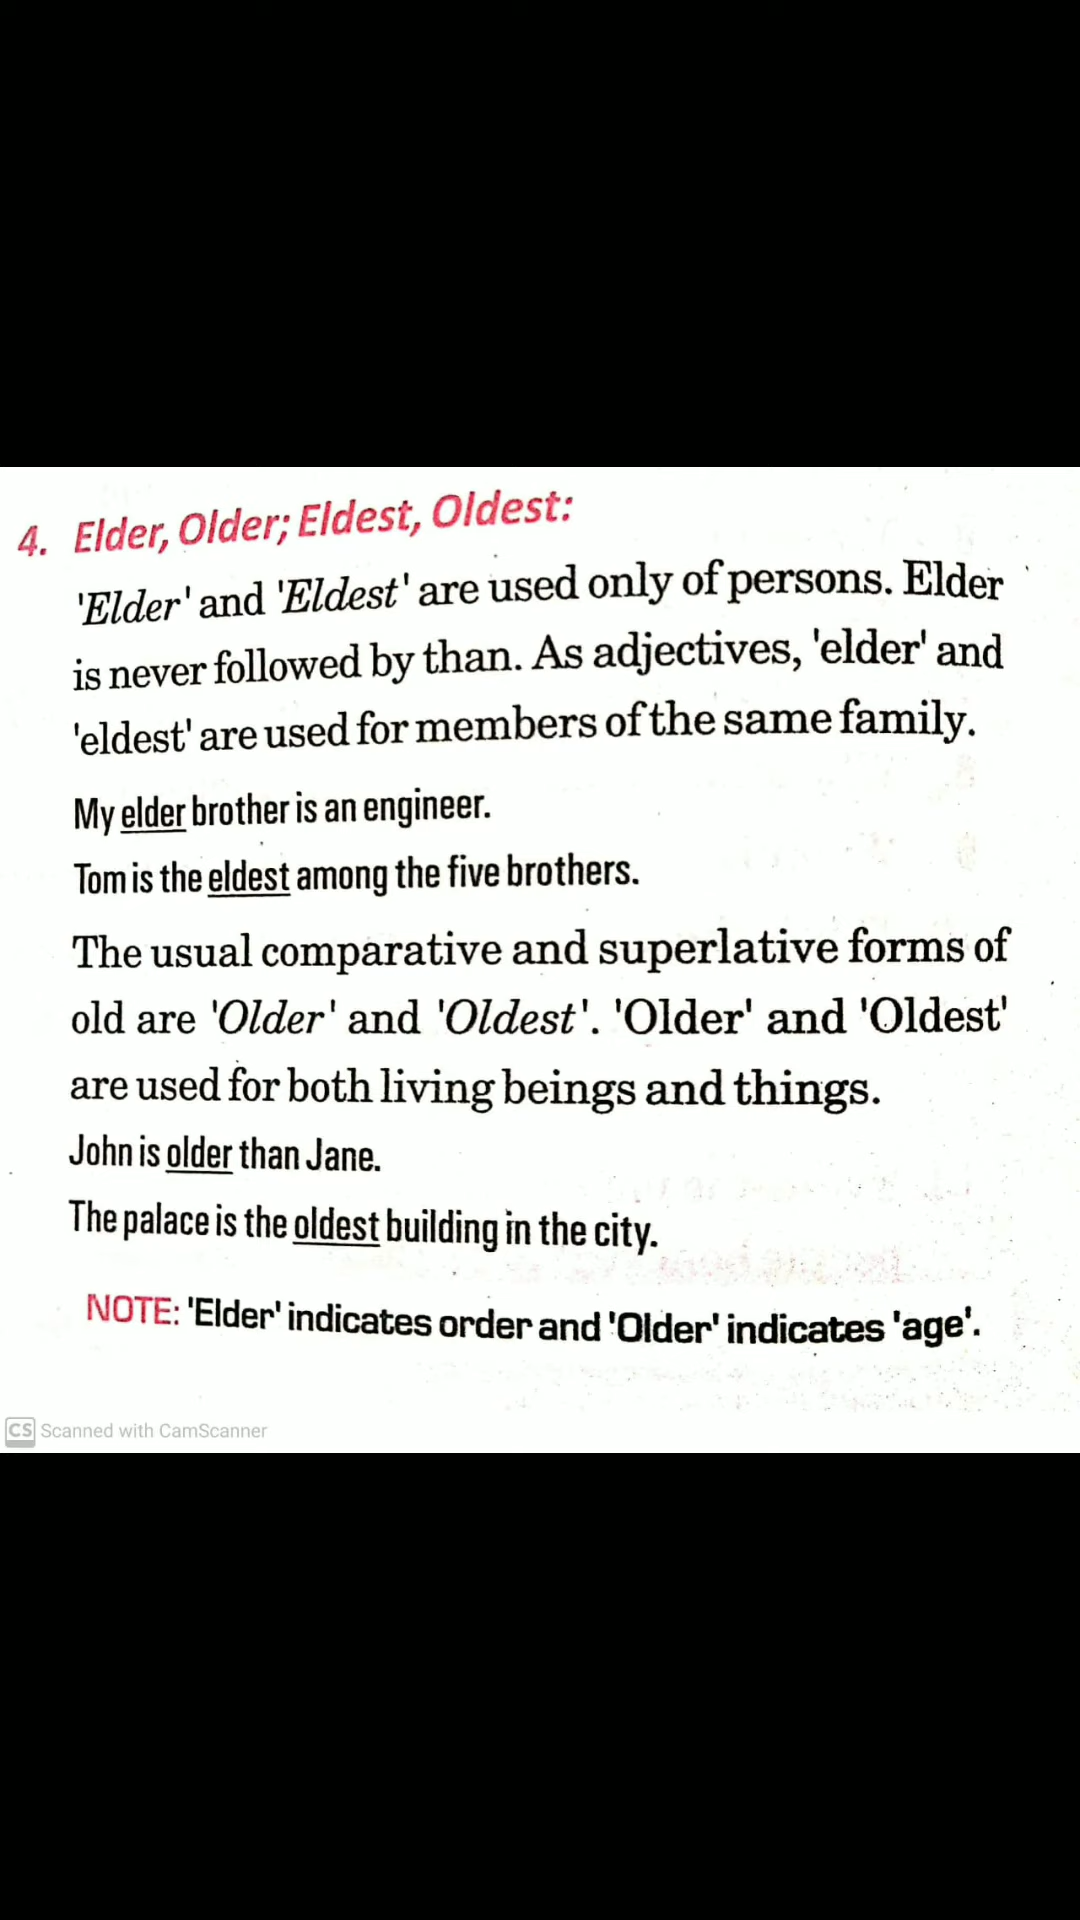 4. Elder, Older; Eldest, Oldest:
'Elder' and 'Eldest' are used only of persons. Elder
is never followed by than. As adjectives, 'elder' and
'eldest' are used for members of the same family.
My elder brother is an engineer.
Tom is the eldest among the five brothers.
The usual comparative and superlative forms of
old are 'Older' and 'Oldest'. 'Older' and 'Oldest'
are used for both living beings and things.
John is older than Jane.
The palace is the oldest building in the city.
NOTE: 'Elder' indicates order and 'Older' indicates 'age'.
CS Scanned with CamScanner